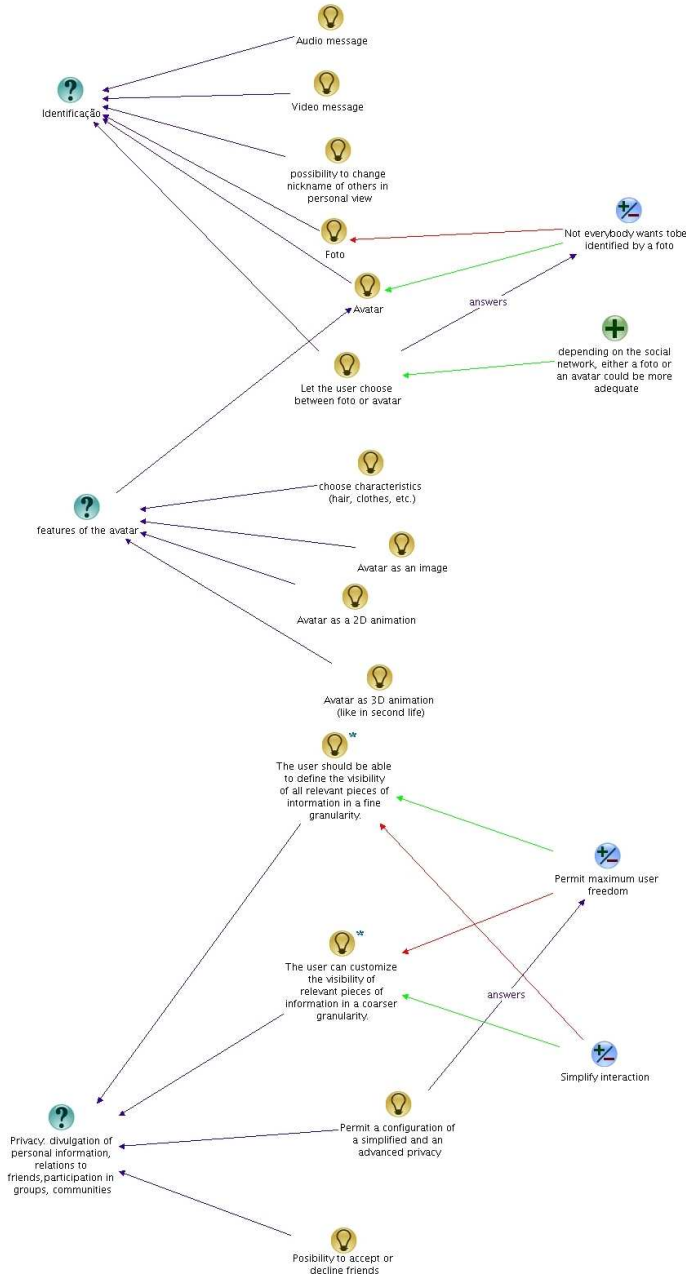 Audio message
Identificação
Video message
possibility to change
nickname of others in
personal view
Not everybody wants tobe
identified by a foto
Foto
Avatar
answers
Let the user choose
between foto or avatar
depending on the social
network, either a foto or
an avatar could be more
adequate
choose characteristics
(hair, clothes, etc.)
features of the avatar
Avatar as an image
Avatar as a 2D animation
Avatar as 3D animation
(like in second life)
*
The user should be able
to define the visibility
of all relevant pieces of
information in a fine
granularity.
Permit maximum user
freedom
*
The user can customize
the visibility of
relevant pieces of
information in a coarser
granularity.
answers
Simplify interaction
Permit a configuration of
a simplified and an
advanced privacy
Privacy: divulgation of
personal information,
relations to
friends,participation in
groups, communities
Posibility to accept or
decline friends